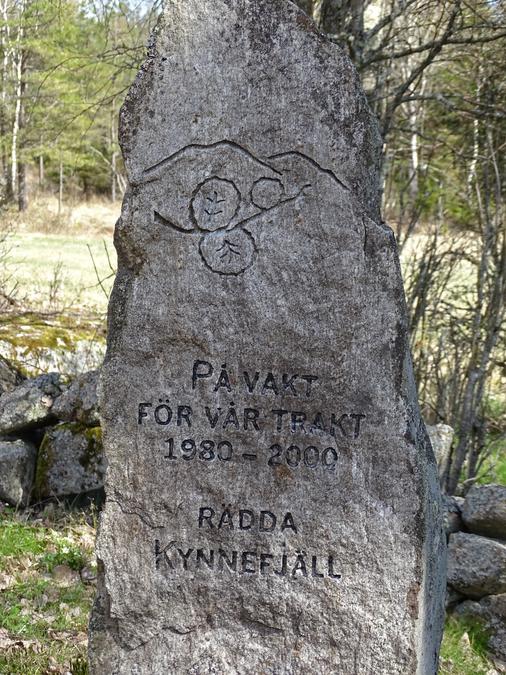 På vakt
för vår trakt
1980 – 2000
Rädda
Kynnefjäll